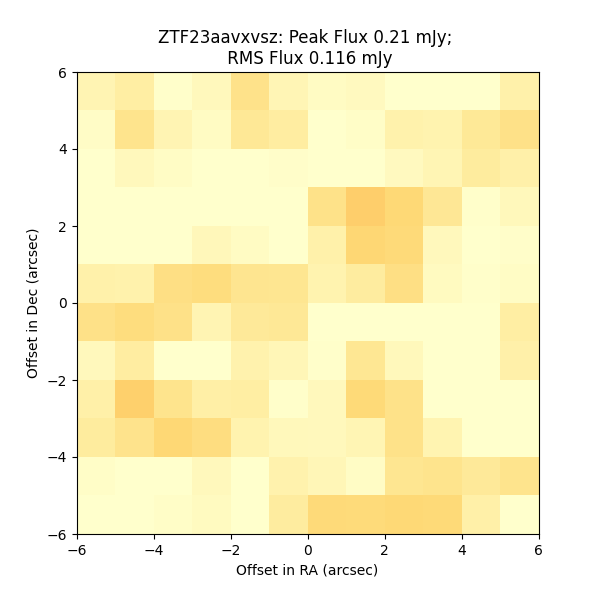 ZTF23aavxvsz: Peak Flux 0.21 mJy;
RMS Flux 0.116 mJy
6
4
2
0
−2
−4
−6
Offset in Dec (arcsec)
−6 −4 −2 0 2 4 6
Offset in RA (arcsec)